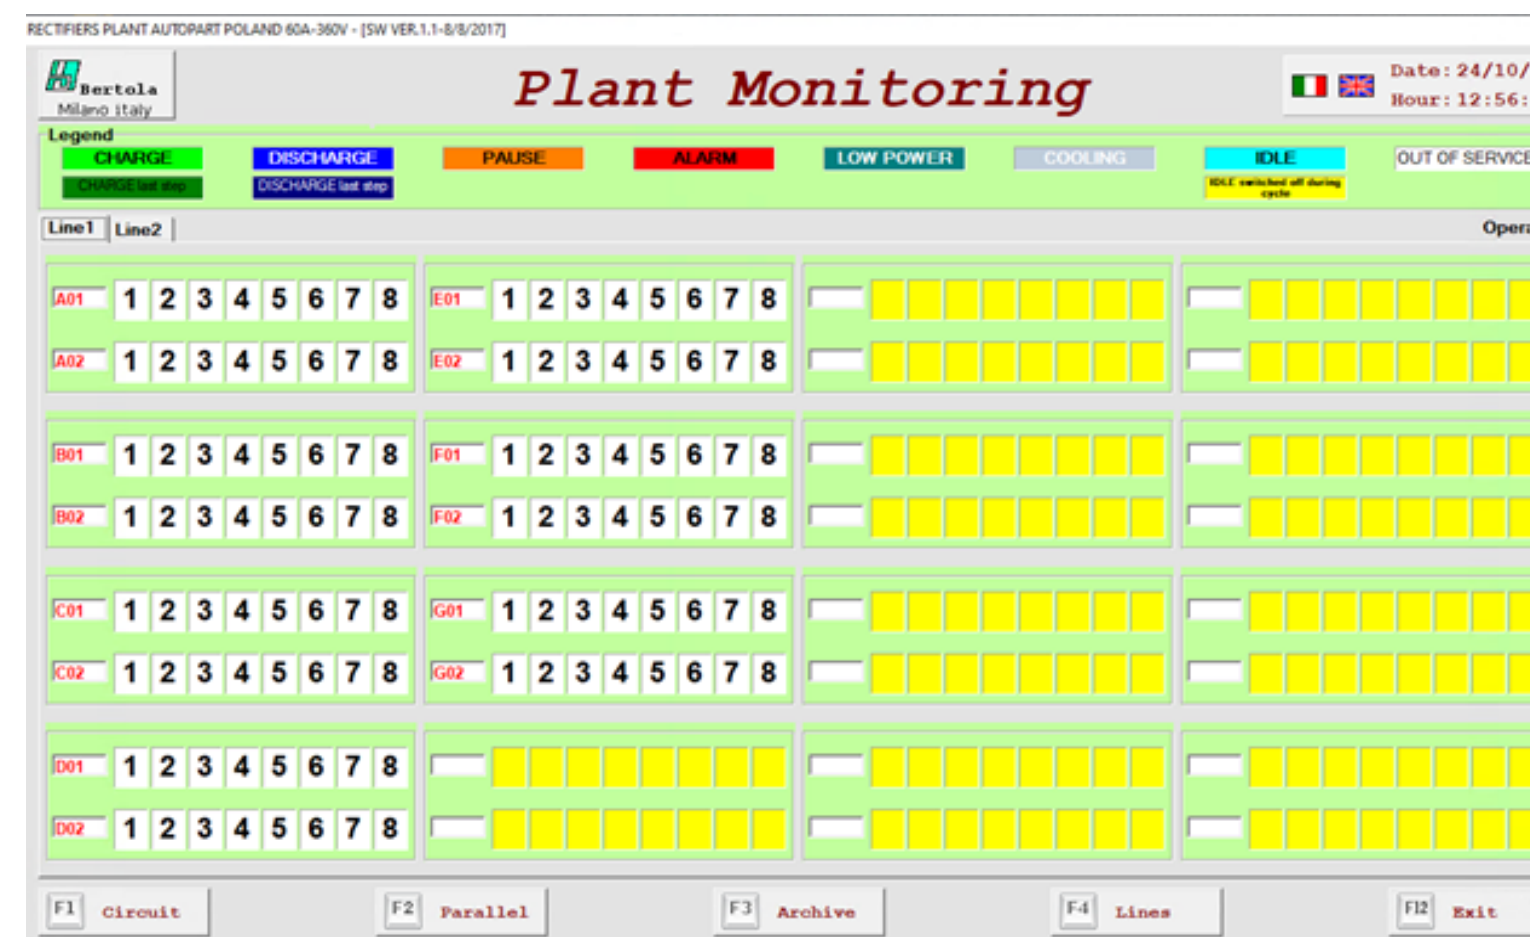 RECTIFIERS PLANT AUTOPART POLAND 60A-360V - [SW VER.1.1-8/8/2017]
Bertola
Milano italy
Plant Monitoring
Date: 24/10/
Hour: 12:56:
Legend
CHARGE DISCHARGE PAUSE ALARM LOW POWER COOLING IDLE OUT OF SERVICE
CHARGE last step DISCHARGE last step IDLE switched off during
cycle
Line1 Line2 Opera
A01 1 2 3 4 5 6 7 8 E01 1 2 3 4 5 6 7 8
A02 1 2 3 4 5 6 7 8 E02 1 2 3 4 5 6 7 8
B01 1 2 3 4 5 6 7 8 F01 1 2 3 4 5 6 7 8
B02 1 2 3 4 5 6 7 8 F02 1 2 3 4 5 6 7 8
C01 1 2 3 4 5 6 7 8 G01 1 2 3 4 5 6 7 8
C02 1 2 3 4 5 6 7 8 G02 1 2 3 4 5 6 7 8
D01 1 2 3 4 5 6 7 8
D02 1 2 3 4 5 6 7 8
F1 Circuit F2 Parallel F3 Archive F4 Lines F12 Exit